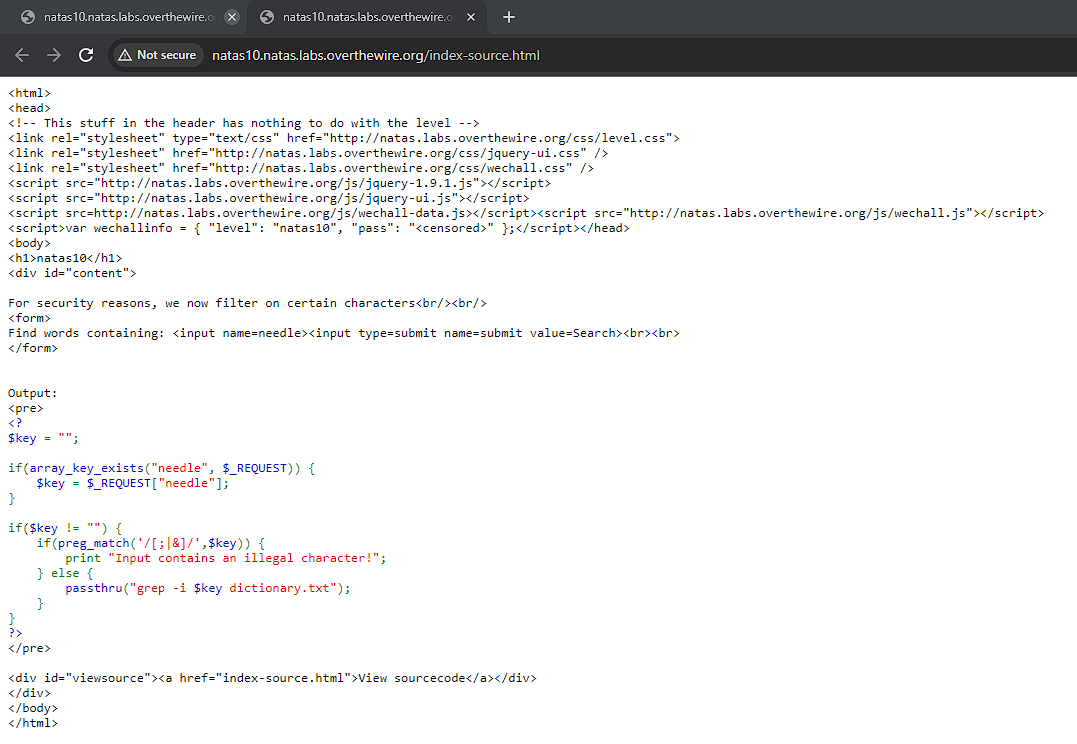 natas10.natas.labs.overthewire.o
natas10.natas.labs.overthewire.o
Not secure
natas10.natas.labs.overthewire.org/index-source.html
<html>
<head>
<!-- This stuff in the header has nothing to do with the level -->
<link rel="stylesheet" type="text/css" href="http://natas.labs.overthewire.org/css/level.css">
<link rel="stylesheet" href="http://natas.labs.overthewire.org/css/jquery-ui.css" />
<link rel="stylesheet" href="http://natas.labs.overthewire.org/css/wechall.css" />
<script src="http://natas.labs.overthewire.org/js/jquery-1.9.1.js"></script>
<script src="http://natas.labs.overthewire.org/js/jquery-ui.js"></script>
<script src=http://natas.labs.overthewire.org/js/wechall-data.js></script><script src="http://natas.labs.overthewire.org/js/wechall.js"></script>
<script>var wechallinfo = { "level": "natas10", "pass": "<censored>" };</script></head>
<body>
<h1>natas10</h1>
<div id="content">

For security reasons, we now filter on certain characters<br/><br/>
<form>
Find words containing: <input name=needle><input type=submit name=submit value=Search><br><br>
</form>


Output:
<pre>
<?
$key = "";

if(array_key_exists("needle", $_REQUEST)) {
    $key = $_REQUEST["needle"];
}

if($key != "") {
    if(preg_match('/[;|&]/',$key)) {
        print "Input contains an illegal character!";
    } else {
        passthru("grep -i $key dictionary.txt");
    }
}
?>
</pre>

<div id="viewsource"><a href="index-source.html">View sourcecode</a></div>
</div>
</body>
</html>